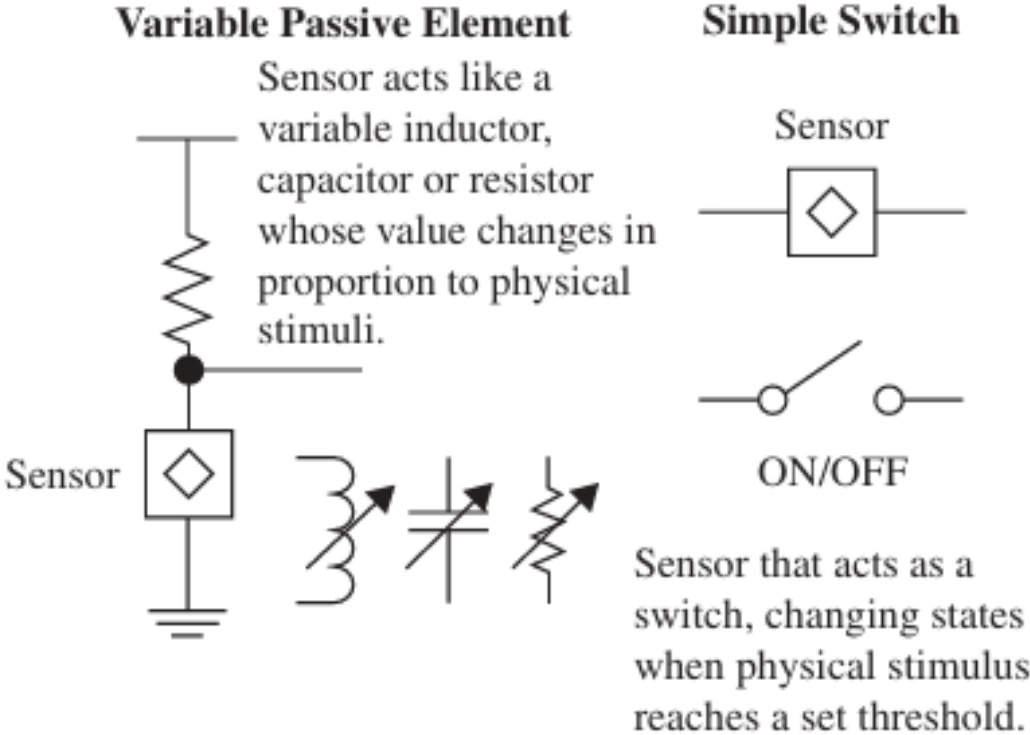 Variable Passive Element
Sensor acts like a
variable inductor,
capacitor or resistor
whose value changes in
proportion to physical
stimuli.
Sensor
Simple Switch
Sensor
ON/OFF
Sensor that acts as a
switch, changing states
when physical stimulus
reaches a set threshold.